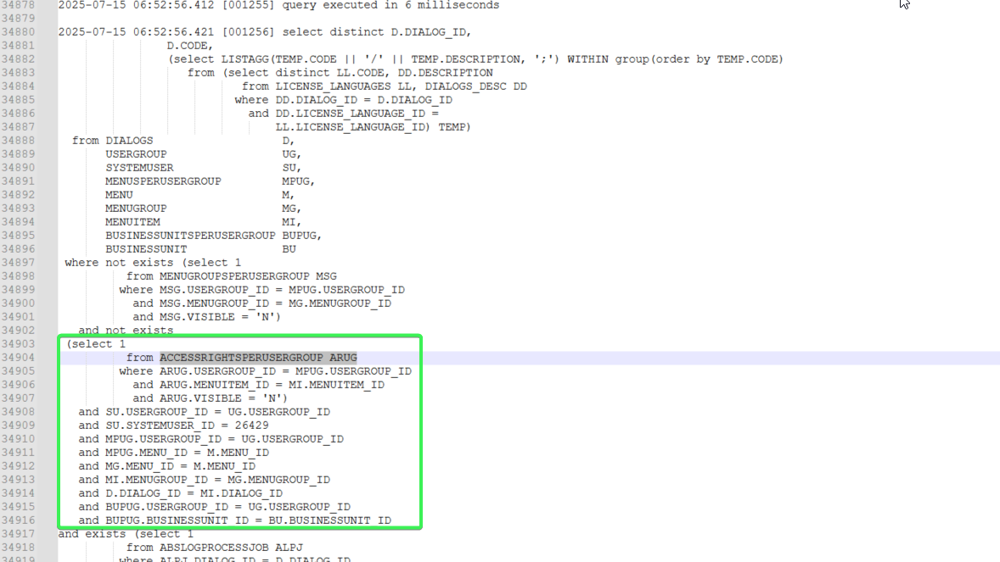 34878 2025-07-15 06:52:56.412 [001255] query executed in 6 milliseconds
34879
34880 2025-07-15 06:52:56.421 [001256] select distinct D.DIALOG_ID,
34881 D.CODE,
34882 (select LISTAGG(TEMP.CODE || '/' || TEMP.DESCRIPTION, ';') WITHIN group(order by TEMP.CODE)
34883 from (select distinct LL.CODE, DD.DESCRIPTION
34884 from LICENSE_LANGUAGES LL, DIALOGS_DESC DD
34885 where DD.DIALOG_ID = D.DIALOG_ID
34886 and DD.LICENSE_LANGUAGE_ID =
34887 LL.LICENSE_LANGUAGE_ID) TEMP)
34888 from DIALOGS D,
34889 USERGROUP UG,
34890 SYSTEMUSER SU,
34891 MENUSPERUSERGROUP MPUG,
34892 MENU M,
34893 MENUGROUP MG,
34894 MENUITEM MI,
34895 BUSINESSUNITSPERUSERGROUP BUPUG,
34896 BUSINESSUNIT BU
34897 where not exists (select 1
34898 from MENUGROUPSPERUSERGROUP MSG
34899 where MSG.USERGROUP_ID = MPUG.USERGROUP_ID
34900 and MSG.MENUGROUP_ID = MG.MENUGROUP_ID
34901 and MSG.VISIBLE = 'N')
34902 and not exists
34903 (select 1
34904 from ACCESSRIGHTSPERUSERGROUP ARUG
34905 where ARUG.USERGROUP_ID = MPUG.USERGROUP_ID
34906 and ARUG.MENUITEM_ID = MI.MENUITEM_ID
34907 and ARUG.VISIBLE = 'N')
34908 and SU.USERGROUP_ID = UG.USERGROUP_ID
34909 and SU.SYSTEMUSER_ID = 26429
34910 and MPUG.USERGROUP_ID = UG.USERGROUP_ID
34911 and MPUG.MENU_ID = M.MENU_ID
34912 and MG.MENU_ID = M.MENU_ID
34913 and MI.MENUGROUP_ID = MG.MENUGROUP_ID
34914 and D.DIALOG_ID = MI.DIALOG_ID
34915 and BUPUG.USERGROUP_ID = UG.USERGROUP_ID
34916 and BUPUG.BUSINESSUNIT_ID = BU.BUSINESSUNIT_ID
34917 and exists (select 1
34918 from ABSLOGPROCESSJOB ALPJ
34919 where ALPJ.DIALOG_ID = D.DIALOG_ID